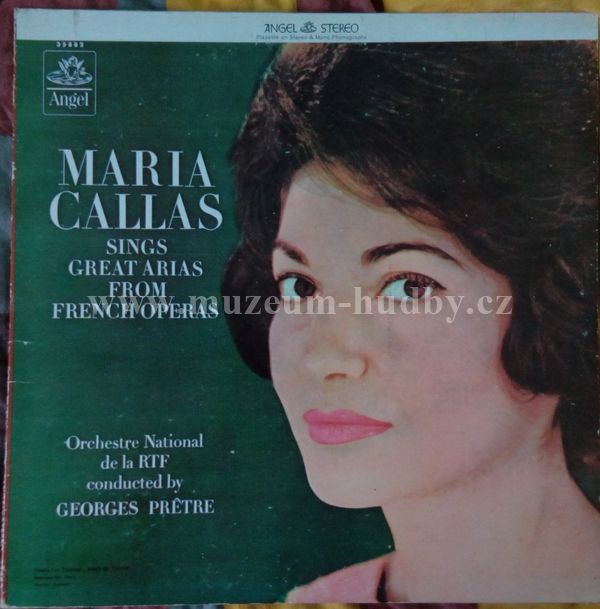 ANGEL STEREO
Playable on Stereo & Mono Phonographs
35882
Angel
MARIA
CALLAS
SINGS
GREAT ARIAS
FROM
FRENCH OPERAS
www.muzeum-hudby.cz
Orchestre National
de la RTF
conducted by
GEORGES PRÊTRE